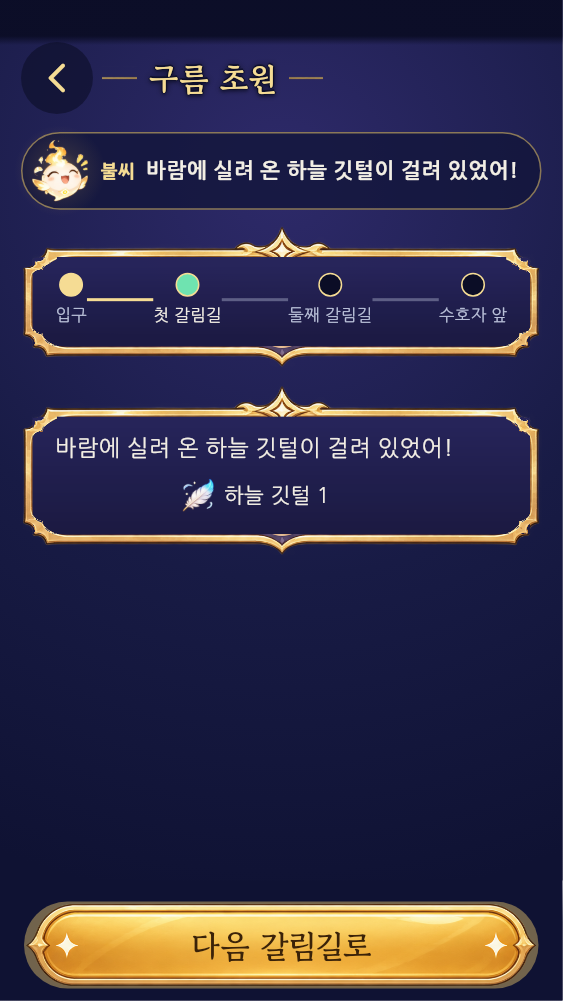 구름 초원
불씨 바람에 실려 온 하늘 깃털이 걸려 있었어!
입구 첫 갈림길 둘째 갈림길 수호자 앞
바람에 실려 온 하늘 깃털이 걸려 있었어!
하늘 깃털 1
다음 갈림길로